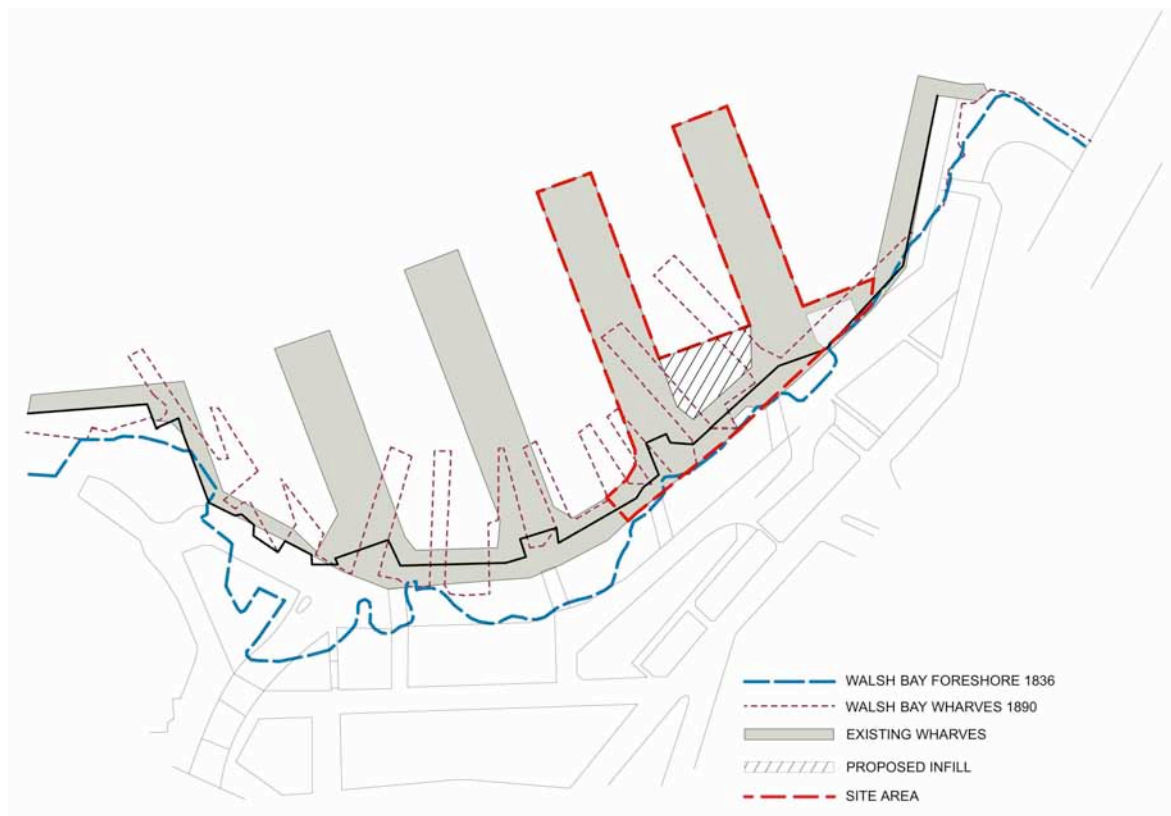 WALSH BAY FORESHORE 1836
WALSH BAY WHARVES 1890
EXISTING WHARVES
PROPOSED INFILL
SITE AREA